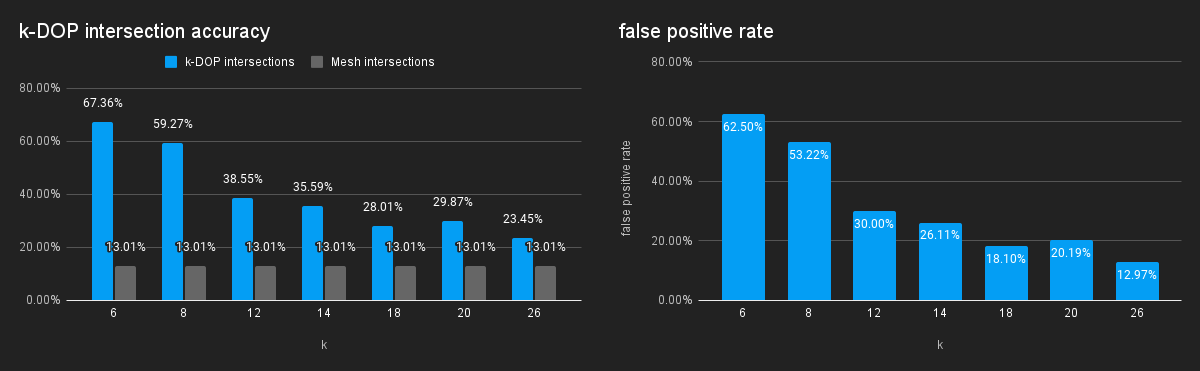 k-DOP intersection accuracy
k-DOP intersections Mesh intersections
80.00%
60.00%
40.00%
20.00%
0.00%
67.36%
59.27%
38.55%
35.59%
28.01%
29.87%
23.45%
13.01% 13.01% 13.01% 13.01% 13.01% 13.01% 13.01%
6 8 12 14 18 20 26
k
false positive rate
false positive rate
80.00%
60.00%
40.00%
20.00%
0.00%
62.50%
53.22%
30.00%
26.11%
18.10%
20.19%
12.97%
6 8 12 14 18 20 26
k